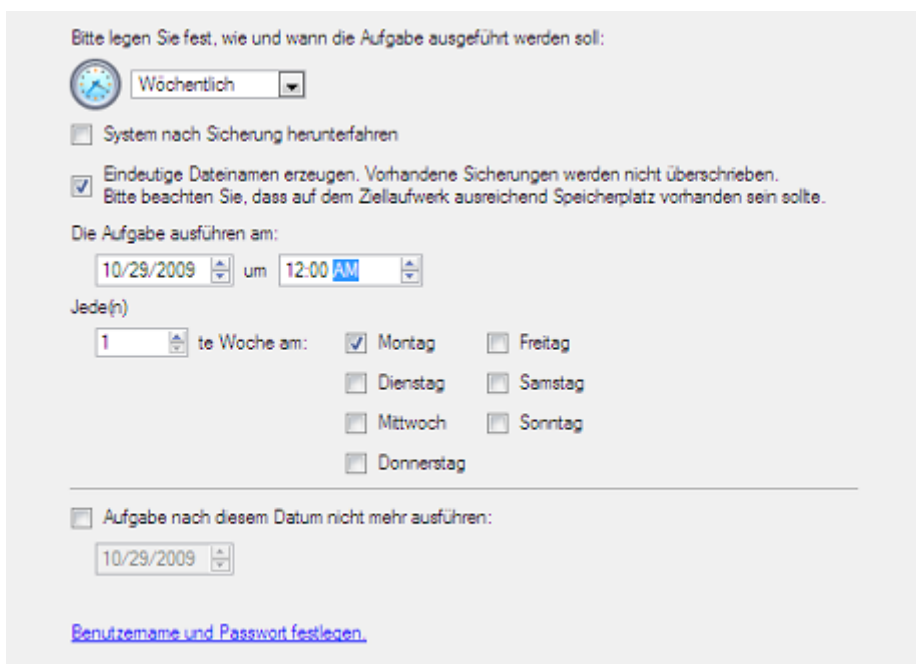 Bitte legen Sie fest, wie und wann die Aufgabe ausgeführt werden soll:
Wöchentlich
System nach Sicherung herunterfahren
Eindeutige Dateinamen erzeugen. Vorhandene Sicherungen werden nicht überschrieben.
Bitte beachten Sie, dass auf dem Ziellaufwerk ausreichend Speicherplatz vorhanden sein sollte.
Die Aufgabe ausführen am:
10/29/2009 um 12:00 AM
Jede(n)
1 te Woche am: Montag Freitag
Dienstag Samstag
Mittwoch Sonntag
Donnerstag
Aufgabe nach diesem Datum nicht mehr ausführen:
10/29/2009
Benutzername und Passwort festlegen.